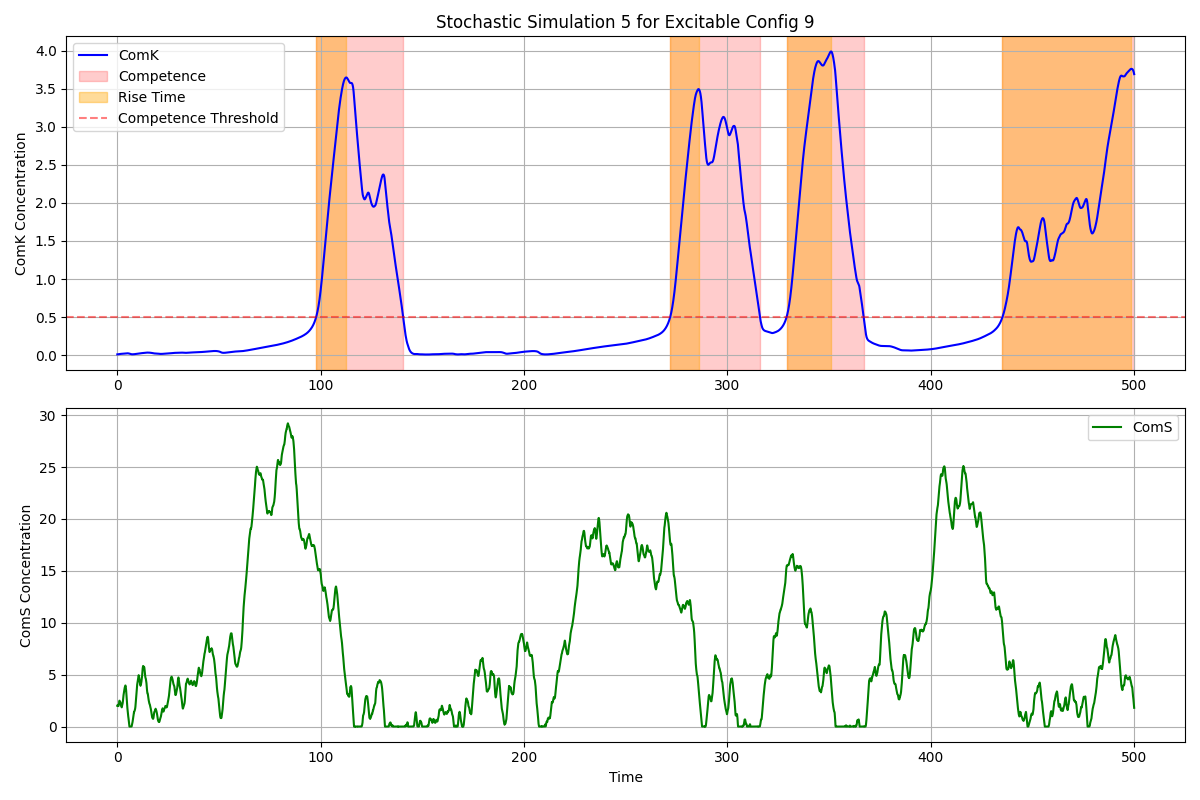 Stochastic Simulation 5 for Excitable Config 9
ComK Concentration
4.0
3.5
3.0
2.5
2.0
1.5
1.0
0.5
0.0
ComK
Competence
Rise Time
Competence Threshold
0 100 200 300 400 500
ComS Concentration
30
25
20
15
10
5
0
ComS
0 100 200 300 400 500
Time